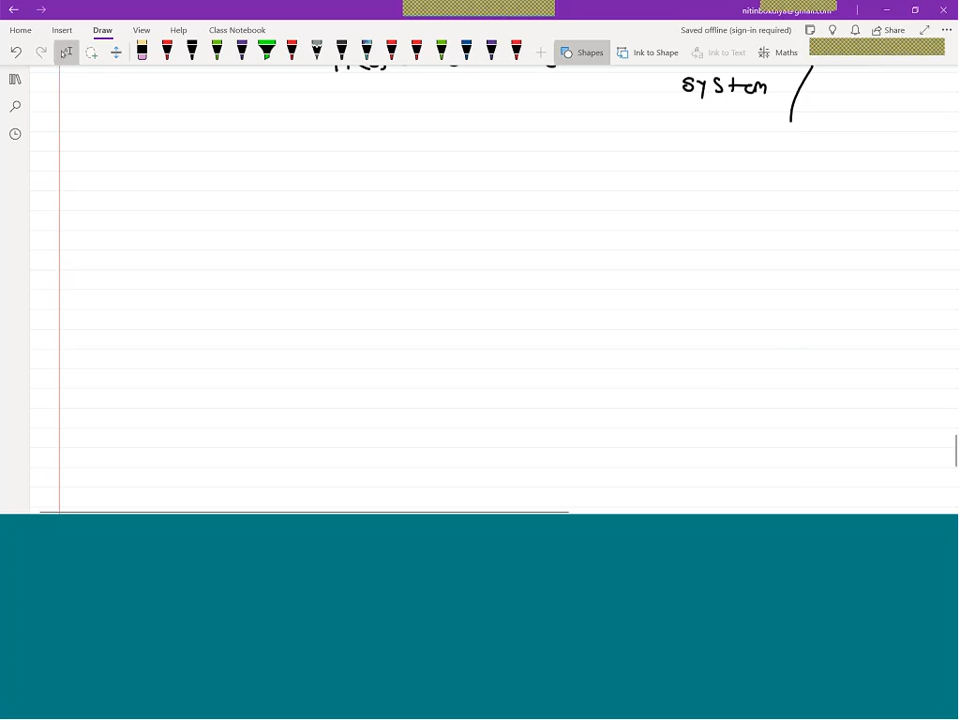 Home Insert Draw View Help Class Notebook
Saved offline (sign-in required) Share
Shapes Ink to Shape Ink to Text Maths
system